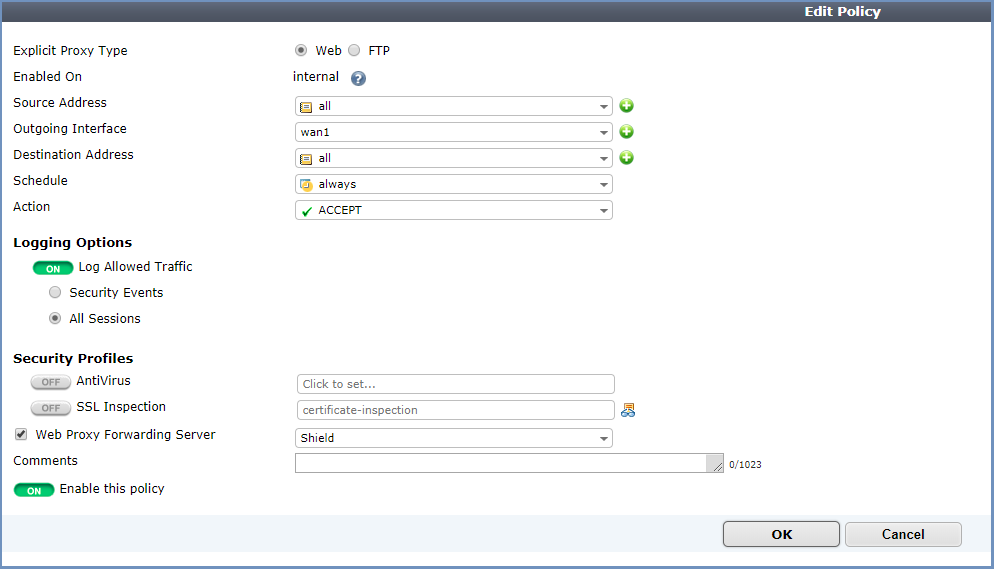 Edit Policy
Explicit Proxy Type Web FTP
Enabled On internal ?
Source Address all
Outgoing Interface wan1
Destination Address all
Schedule always
Action ACCEPT
Logging Options
ON Log Allowed Traffic
Security Events
All Sessions
Security Profiles
OFF AntiVirus Click to set...
OFF SSL Inspection certificate-inspection
Web Proxy Forwarding Server Shield
Comments 0/1023
ON Enable this policy
OK Cancel